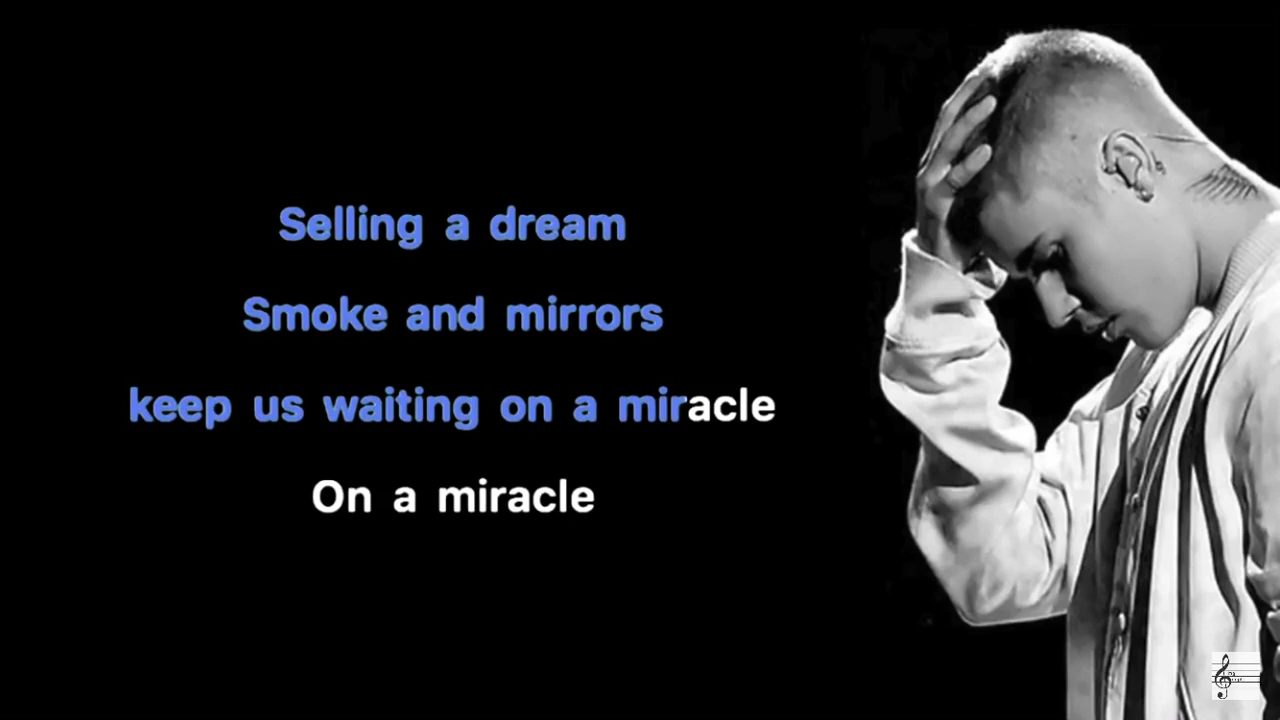 Selling a dream
Smoke and mirrors
keep us waiting on a miracle
On a miracle